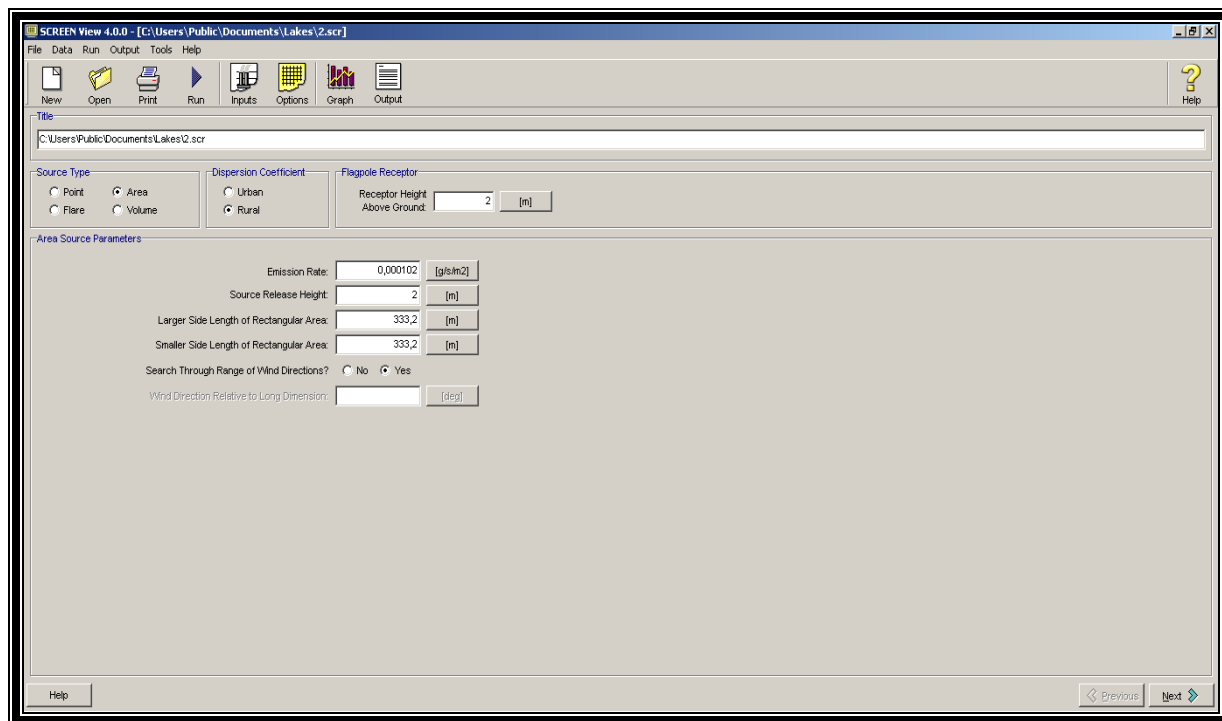 SCREEN View 4.0.0 - [C:\Users\Public\Documents\Lakes\2.scr]
File Data Run Output Tools Help
New Open Print Run Inputs Options Graph Output Help
Title
C:\Users\Public\Documents\Lakes\2.scr
Source Type Dispersion Coefficient Flagpole Receptor
Point Area Urban Receptor Height
Above Ground: 2 [m]
Flare Volume Rural
Area Source Parameters
Emission Rate: 0,000102 [g/s/m2]
Source Release Height: 2 [m]
Larger Side Length of Rectangular Area: 333,2 [m]
Smaller Side Length of Rectangular Area: 333,2 [m]
Search Through Range of Wind Directions? No Yes
Wind Direction Relative to Long Dimension: [deg]
Help Previous Next